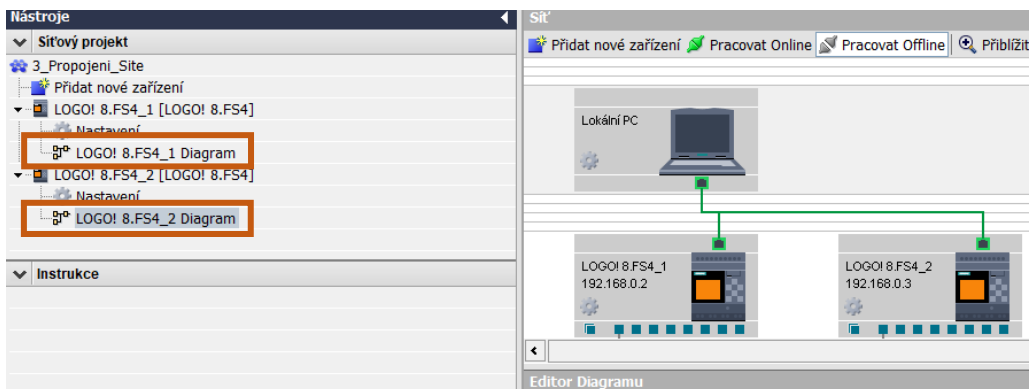 Nástroje
Síťový projekt
3_Propojeni_Site
Přidat nové zařízení
LOGO! 8.FS4_1 [LOGO! 8.FS4]
Nastavení
LOGO! 8.FS4_1 Diagram
LOGO! 8.FS4_2 [LOGO! 8.FS4]
Nastavení
LOGO! 8.FS4_2 Diagram
Instrukce
Síť
Přidat nové zařízení Pracovat Online Pracovat Offline Přiblížit
Lokální PC
LOGO! 8.FS4_1
192.168.0.2
LOGO! 8.FS4_2
192.168.0.3
Editor Diagramu